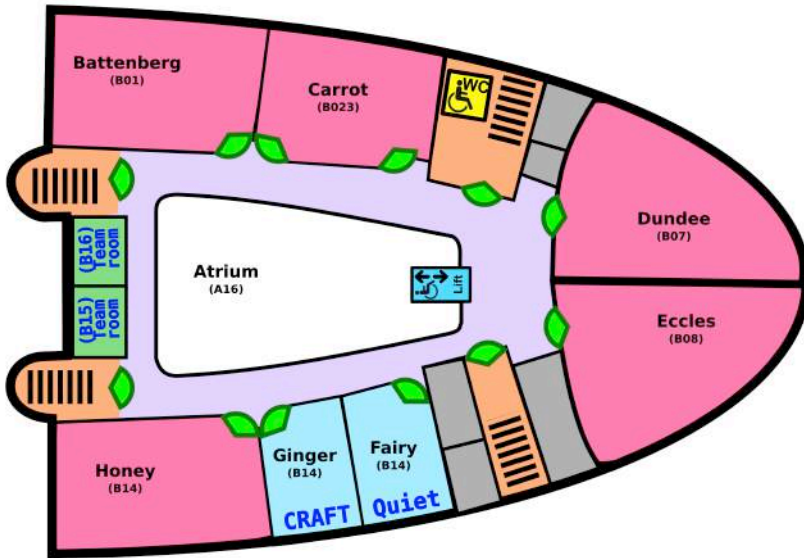 Battenberg
(B01)
Carrot
(B023)
WC
Dundee
(B07)
(B16)
Team
room
Atrium
(A16)
Lift
(B15)
Team
room
Eccles
(B08)
Honey
(B14)
Ginger
(B14)
CRAFT
Fairy
(B14)
Quiet